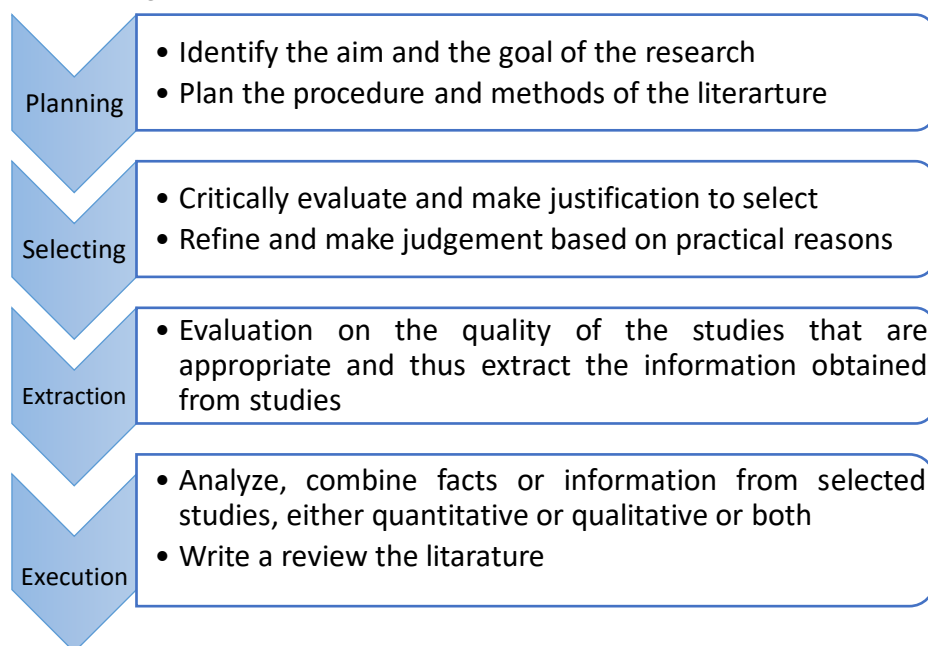 Planning
• Identify the aim and the goal of the research
• Plan the procedure and methods of the literarture
Selecting
• Critically evaluate and make justification to select
• Refine and make judgement based on practical reasons
Extraction
• Evaluation on the quality of the studies that are
appropriate and thus extract the information obtained
from studies
Execution
• Analyze, combine facts or information from selected
studies, either quantitative or qualitative or both
• Write a review the litarature